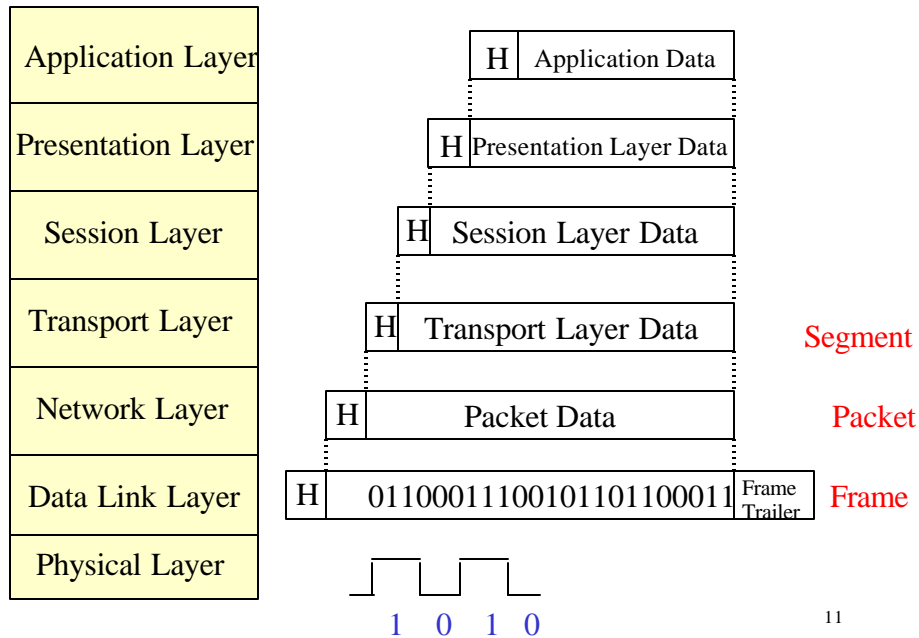 Application Layer
H Application Data
Presentation Layer
H Presentation Layer Data
Session Layer
H Session Layer Data
Transport Layer
H Transport Layer Data
Segment
Network Layer
H Packet Data
Packet
Data Link Layer
H 0110001110010110110001​1 Frame
Trailer
Frame
Physical Layer
1 0 1 0
11